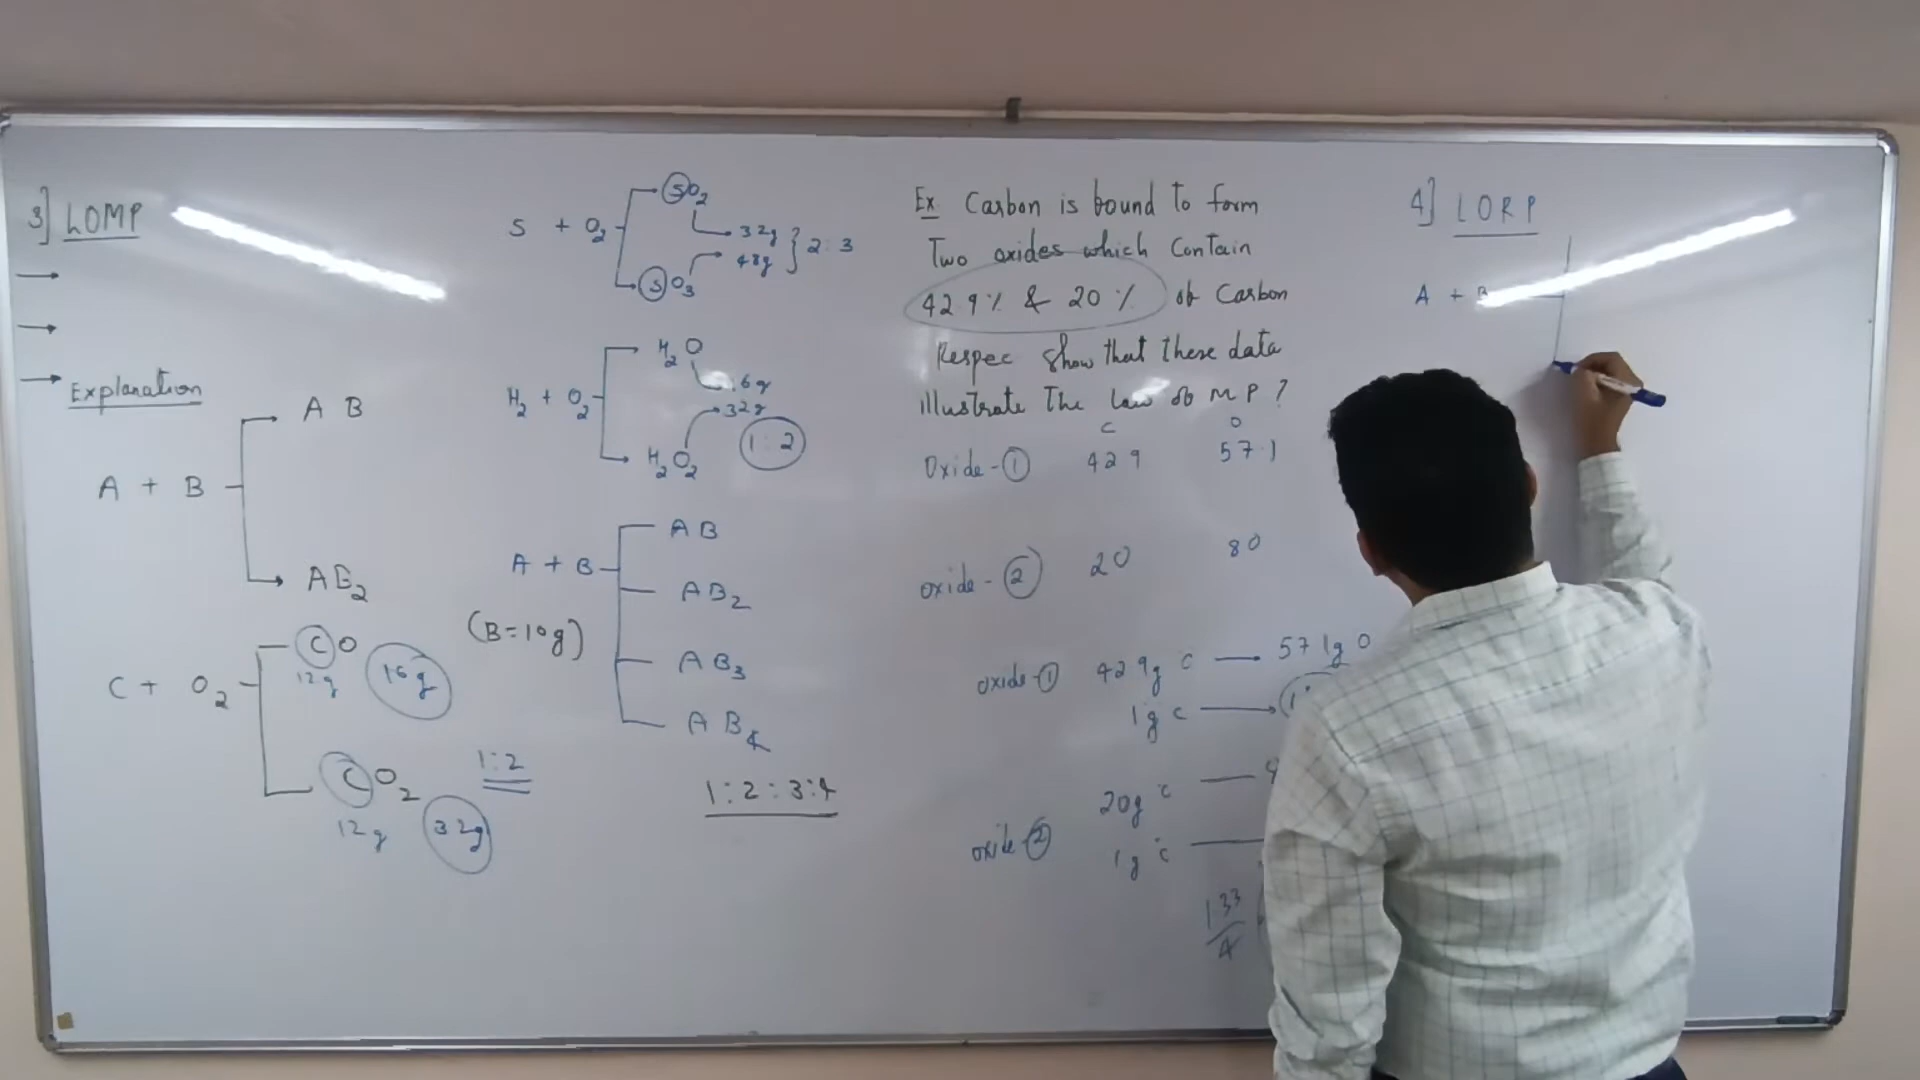 3] LOMP
Explanation
A + B
A B
AB2
C + O2
CO
12g
16g
CO2
12g
32g
1:2
S + O2
SO2
SO3
32g
48g
2:3
H2 + O2
H2O
16g
32g
H2O2
1:2
A + B
(B=10g)
AB
AB2
AB3
AB4
1:2:3:4
Ex Carbon is bound to form
Two oxides which Contain
42.9% & 20% of Carbon
Respec show that these data
illustrate The law of M P ?
C O
Oxide-① 42.9 57.1
oxide-② 20 80
oxide-① 42.9g C 57.1g O
1g C
20g C
oxide-② 1g C
1.33
4
4] LORP
A + B